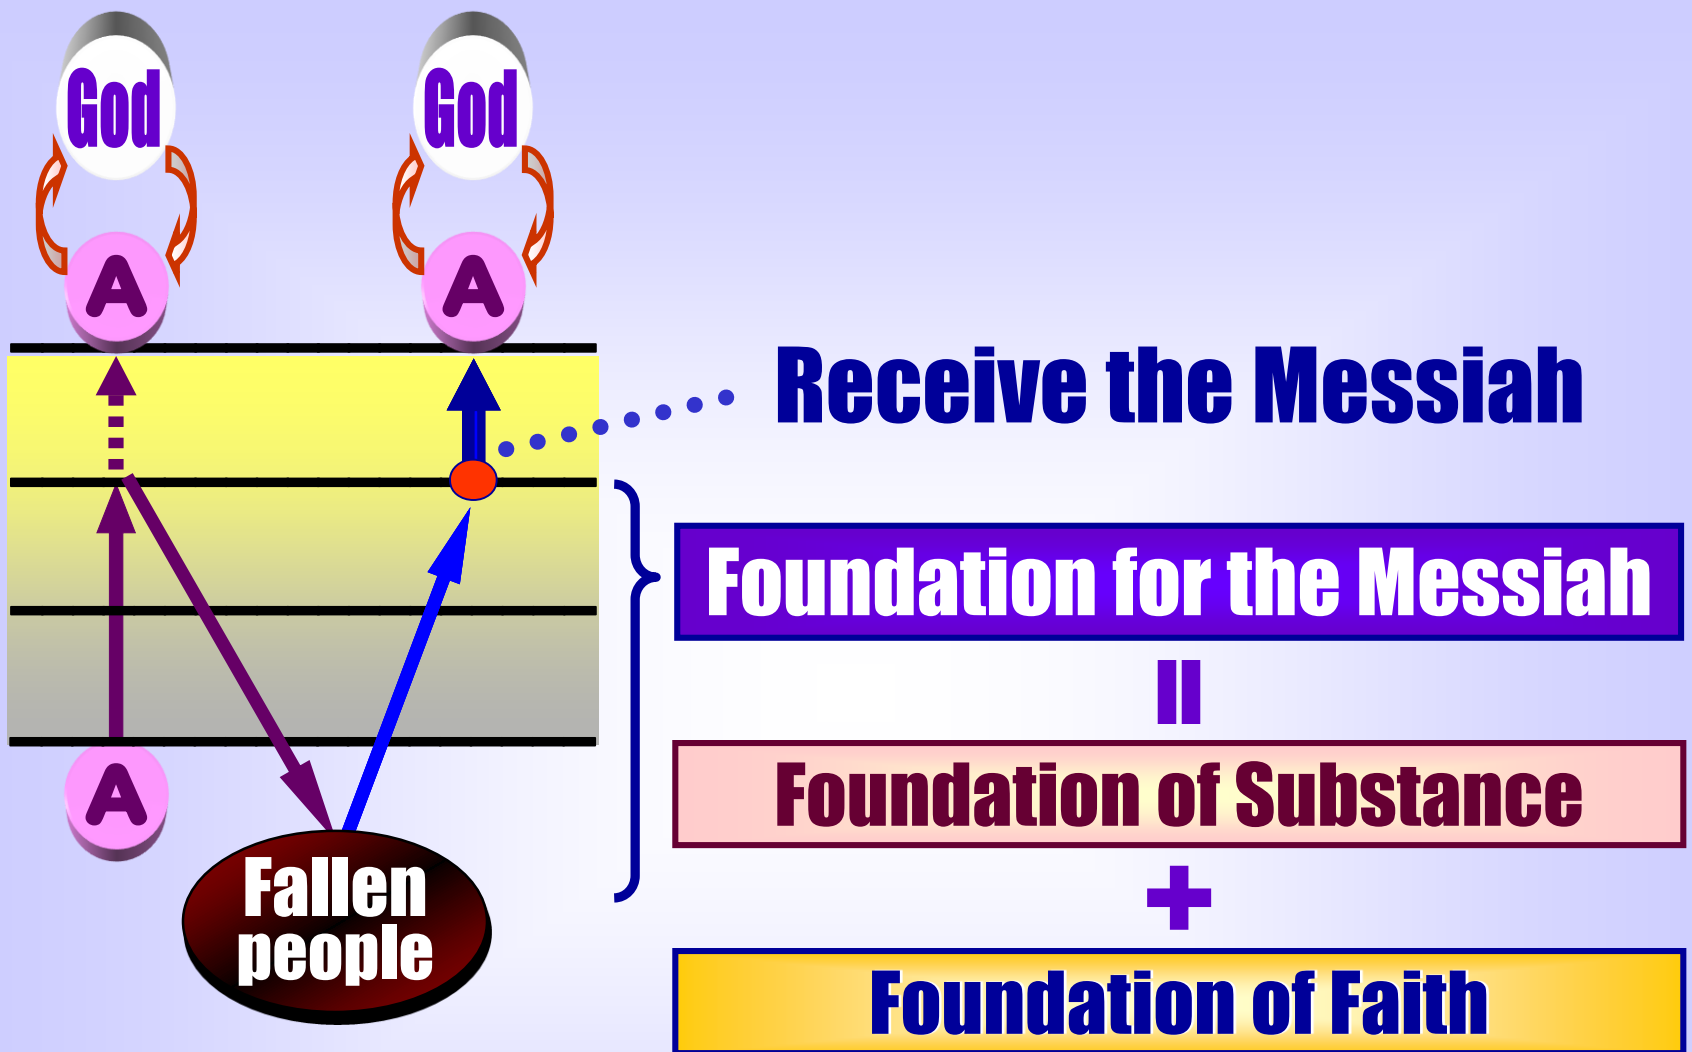 God
God
A
A
Receive the Messiah
Foundation for the Messiah
=
Foundation of Substance
A
+
Fallen
people
Foundation of Faith